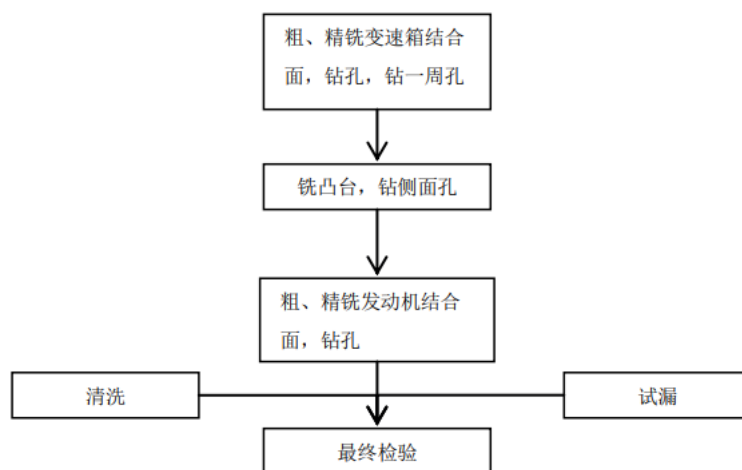 粗、精铣变速箱结合
面，钻孔，钻一周孔
铣凸台，钻侧面孔
粗、精铣发动机结合
面，钻孔
清洗
试漏
最终检验